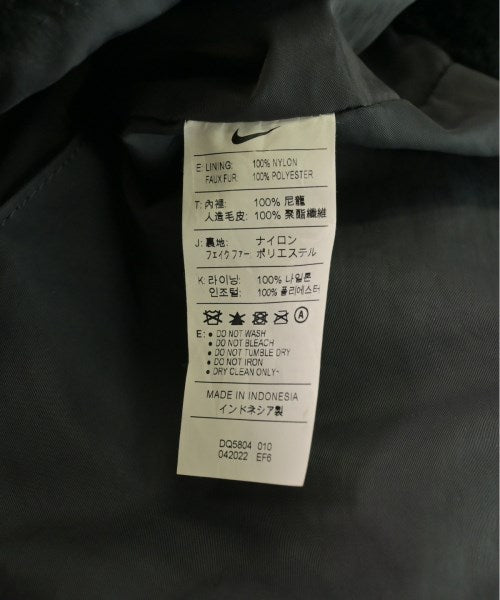 E: LINING: 100% NYLON
FAUX FUR: 100% POLYESTER
T: 內裡: 100% 尼龍
人造毛皮: 100% 聚酯纖維
J: 裏地: ナイロン
フェイクファー ポリエステル
K: 라이닝: 100% 나일론
인조털: 100% 폴리에스터
A
E: • DO NOT WASH
• DO NOT BLEACH
• DO NOT TUMBLE DRY
• DO NOT IRON
• DRY CLEAN ONLY-
MADE IN INDONESIA
インドネシア製
DQ5804 010
042022 EF6